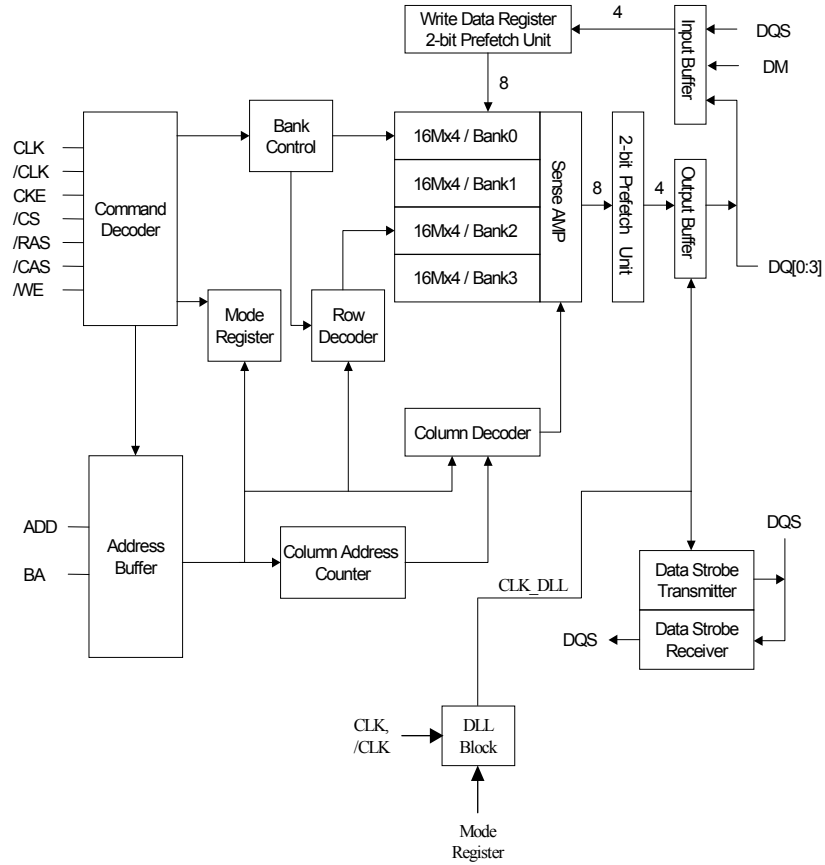 Write Data Register
2-bit Prefetch Unit
4
Input Buffer
DQS
DM
8
Bank
Control
16Mx4 / Bank0
16Mx4 / Bank1
16Mx4 / Bank2
16Mx4 / Bank3
Sense AMP
8
2-bit Prefetch Unit
4
Output Buffer
DQ[0:3]
CLK
/CLK
CKE
/CS
/RAS
/CAS
/WE
Command
Decoder
Mode
Register
Row
Decoder
Column Decoder
ADD
BA
Address
Buffer
Column Address
Counter
CLK_DLL
DQS
Data Strobe
Transmitter
Data Strobe
Receiver
DQS
CLK,
/CLK
DLL
Block
Mode
Register